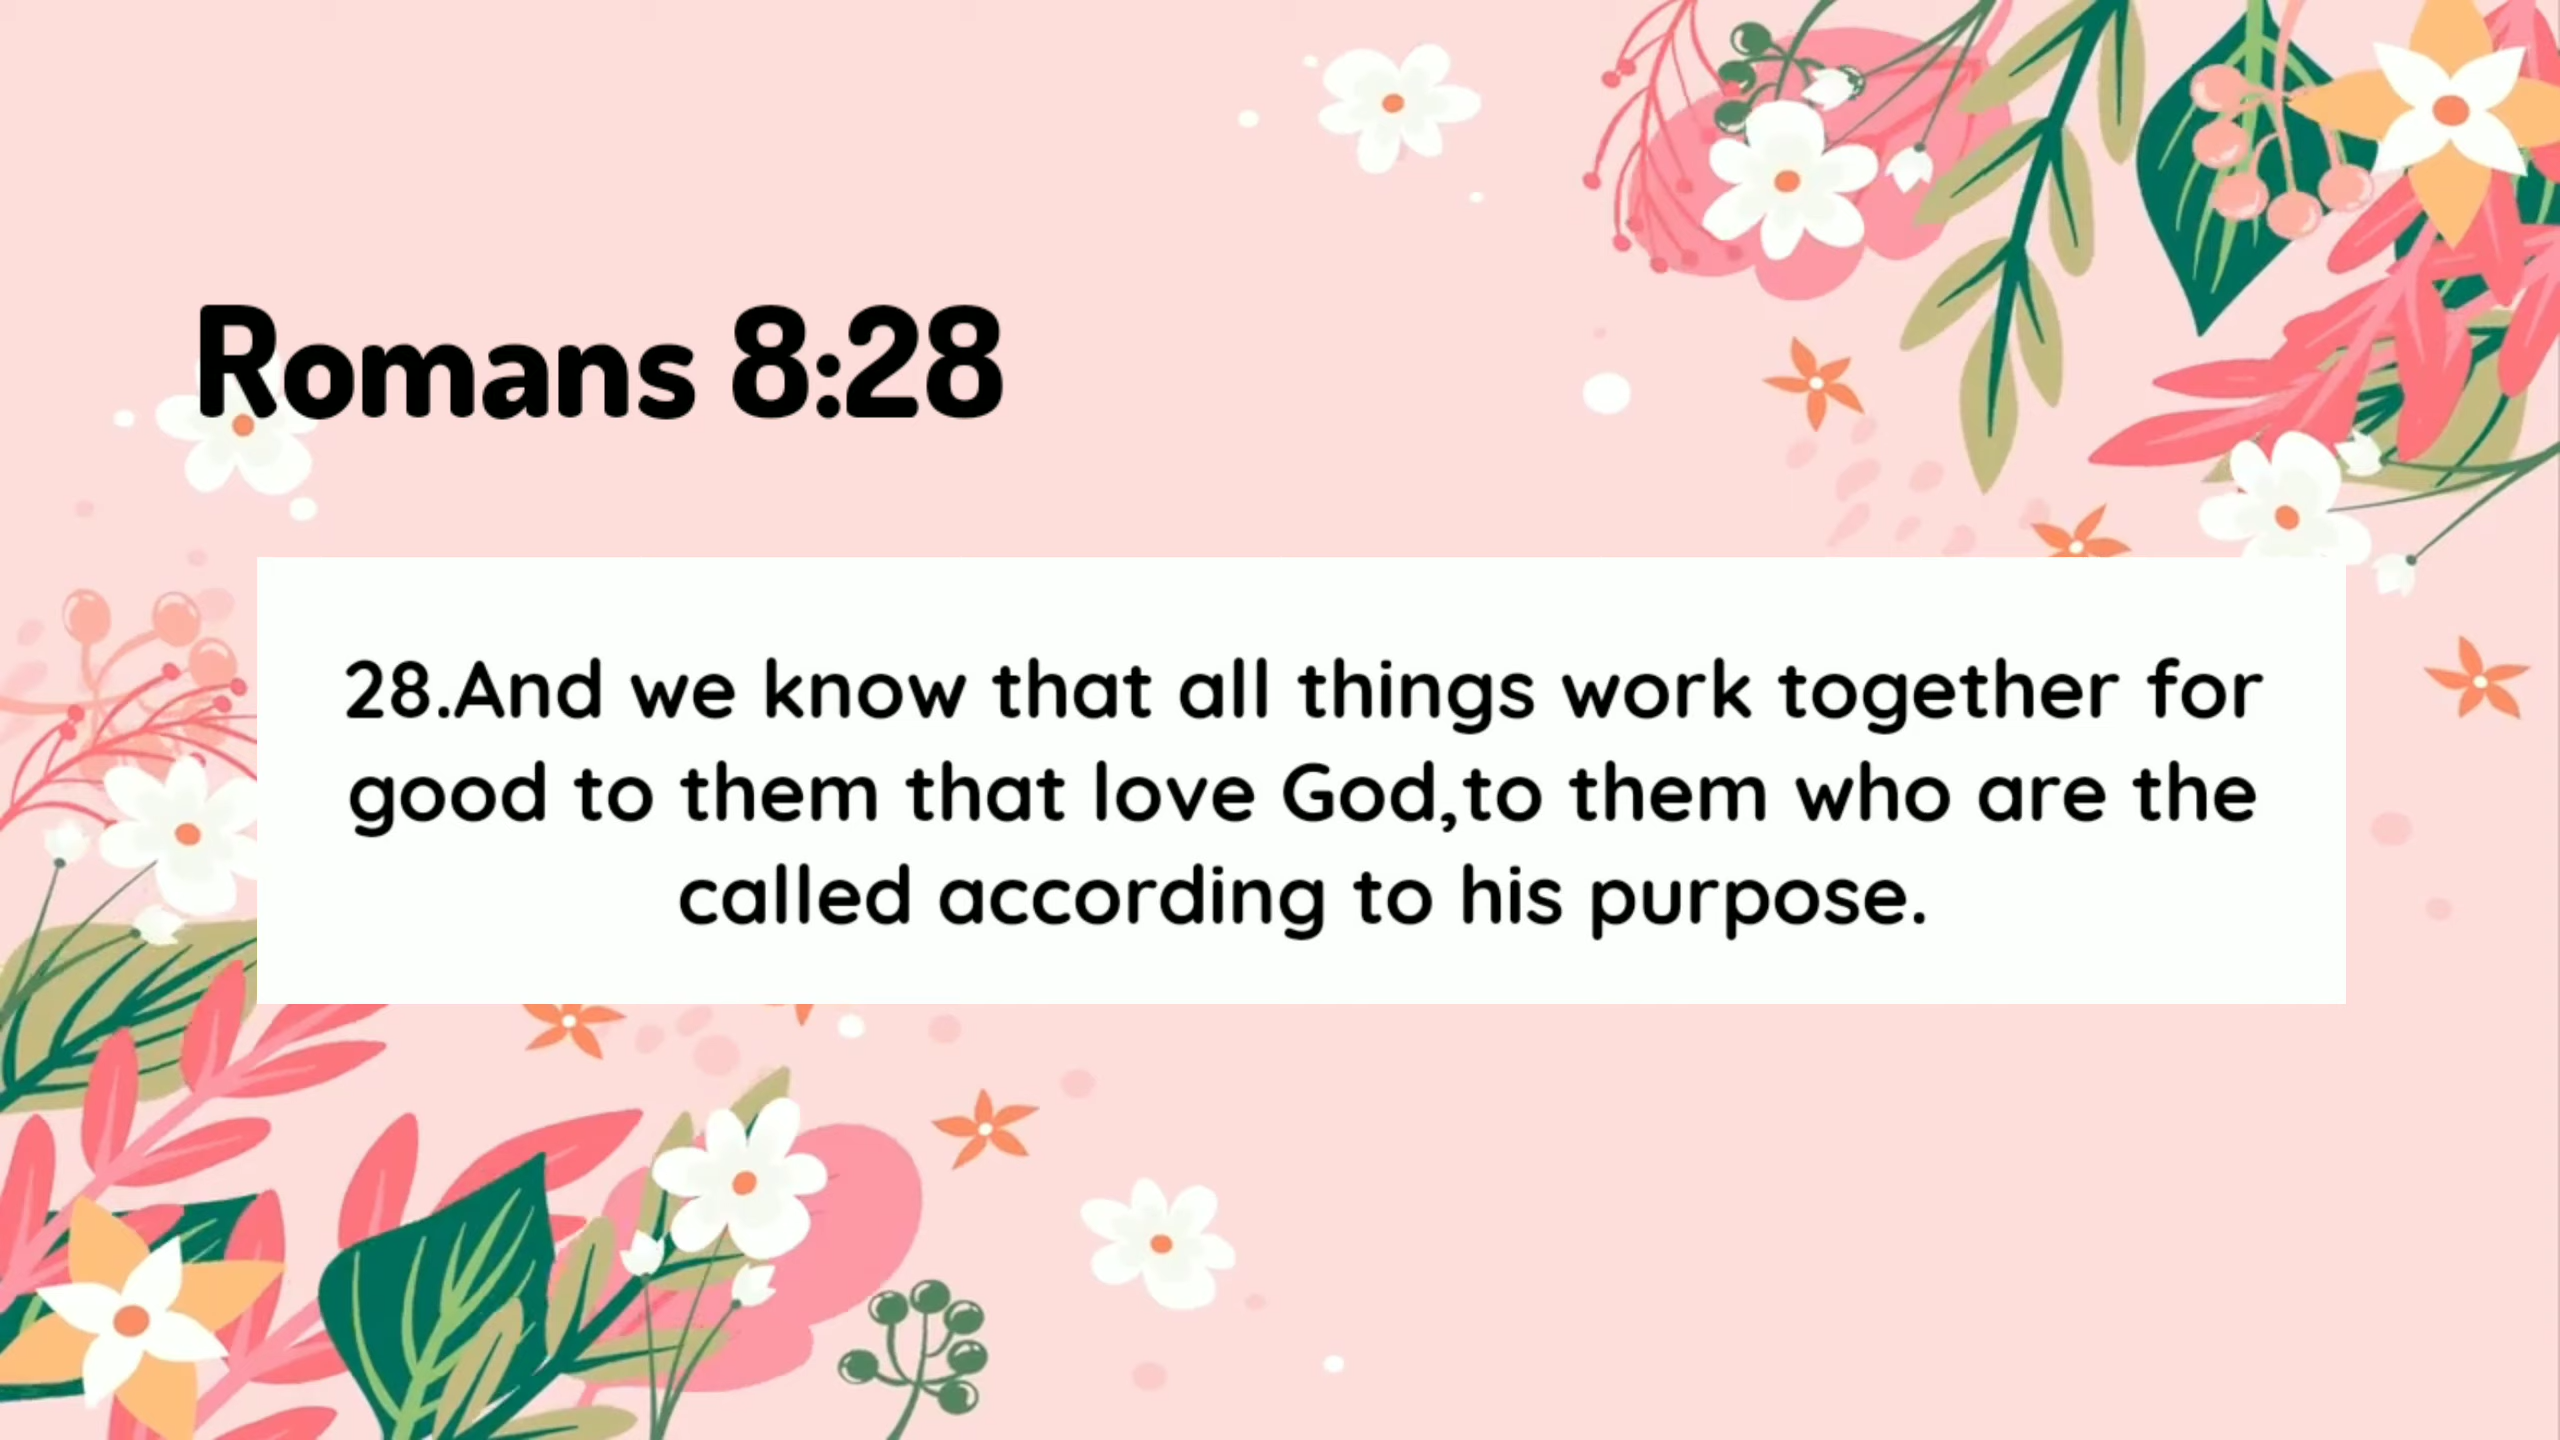 Romans 8:28
28.And we know that all things work together for
good to them that love God,to them who are the
called according to his purpose.